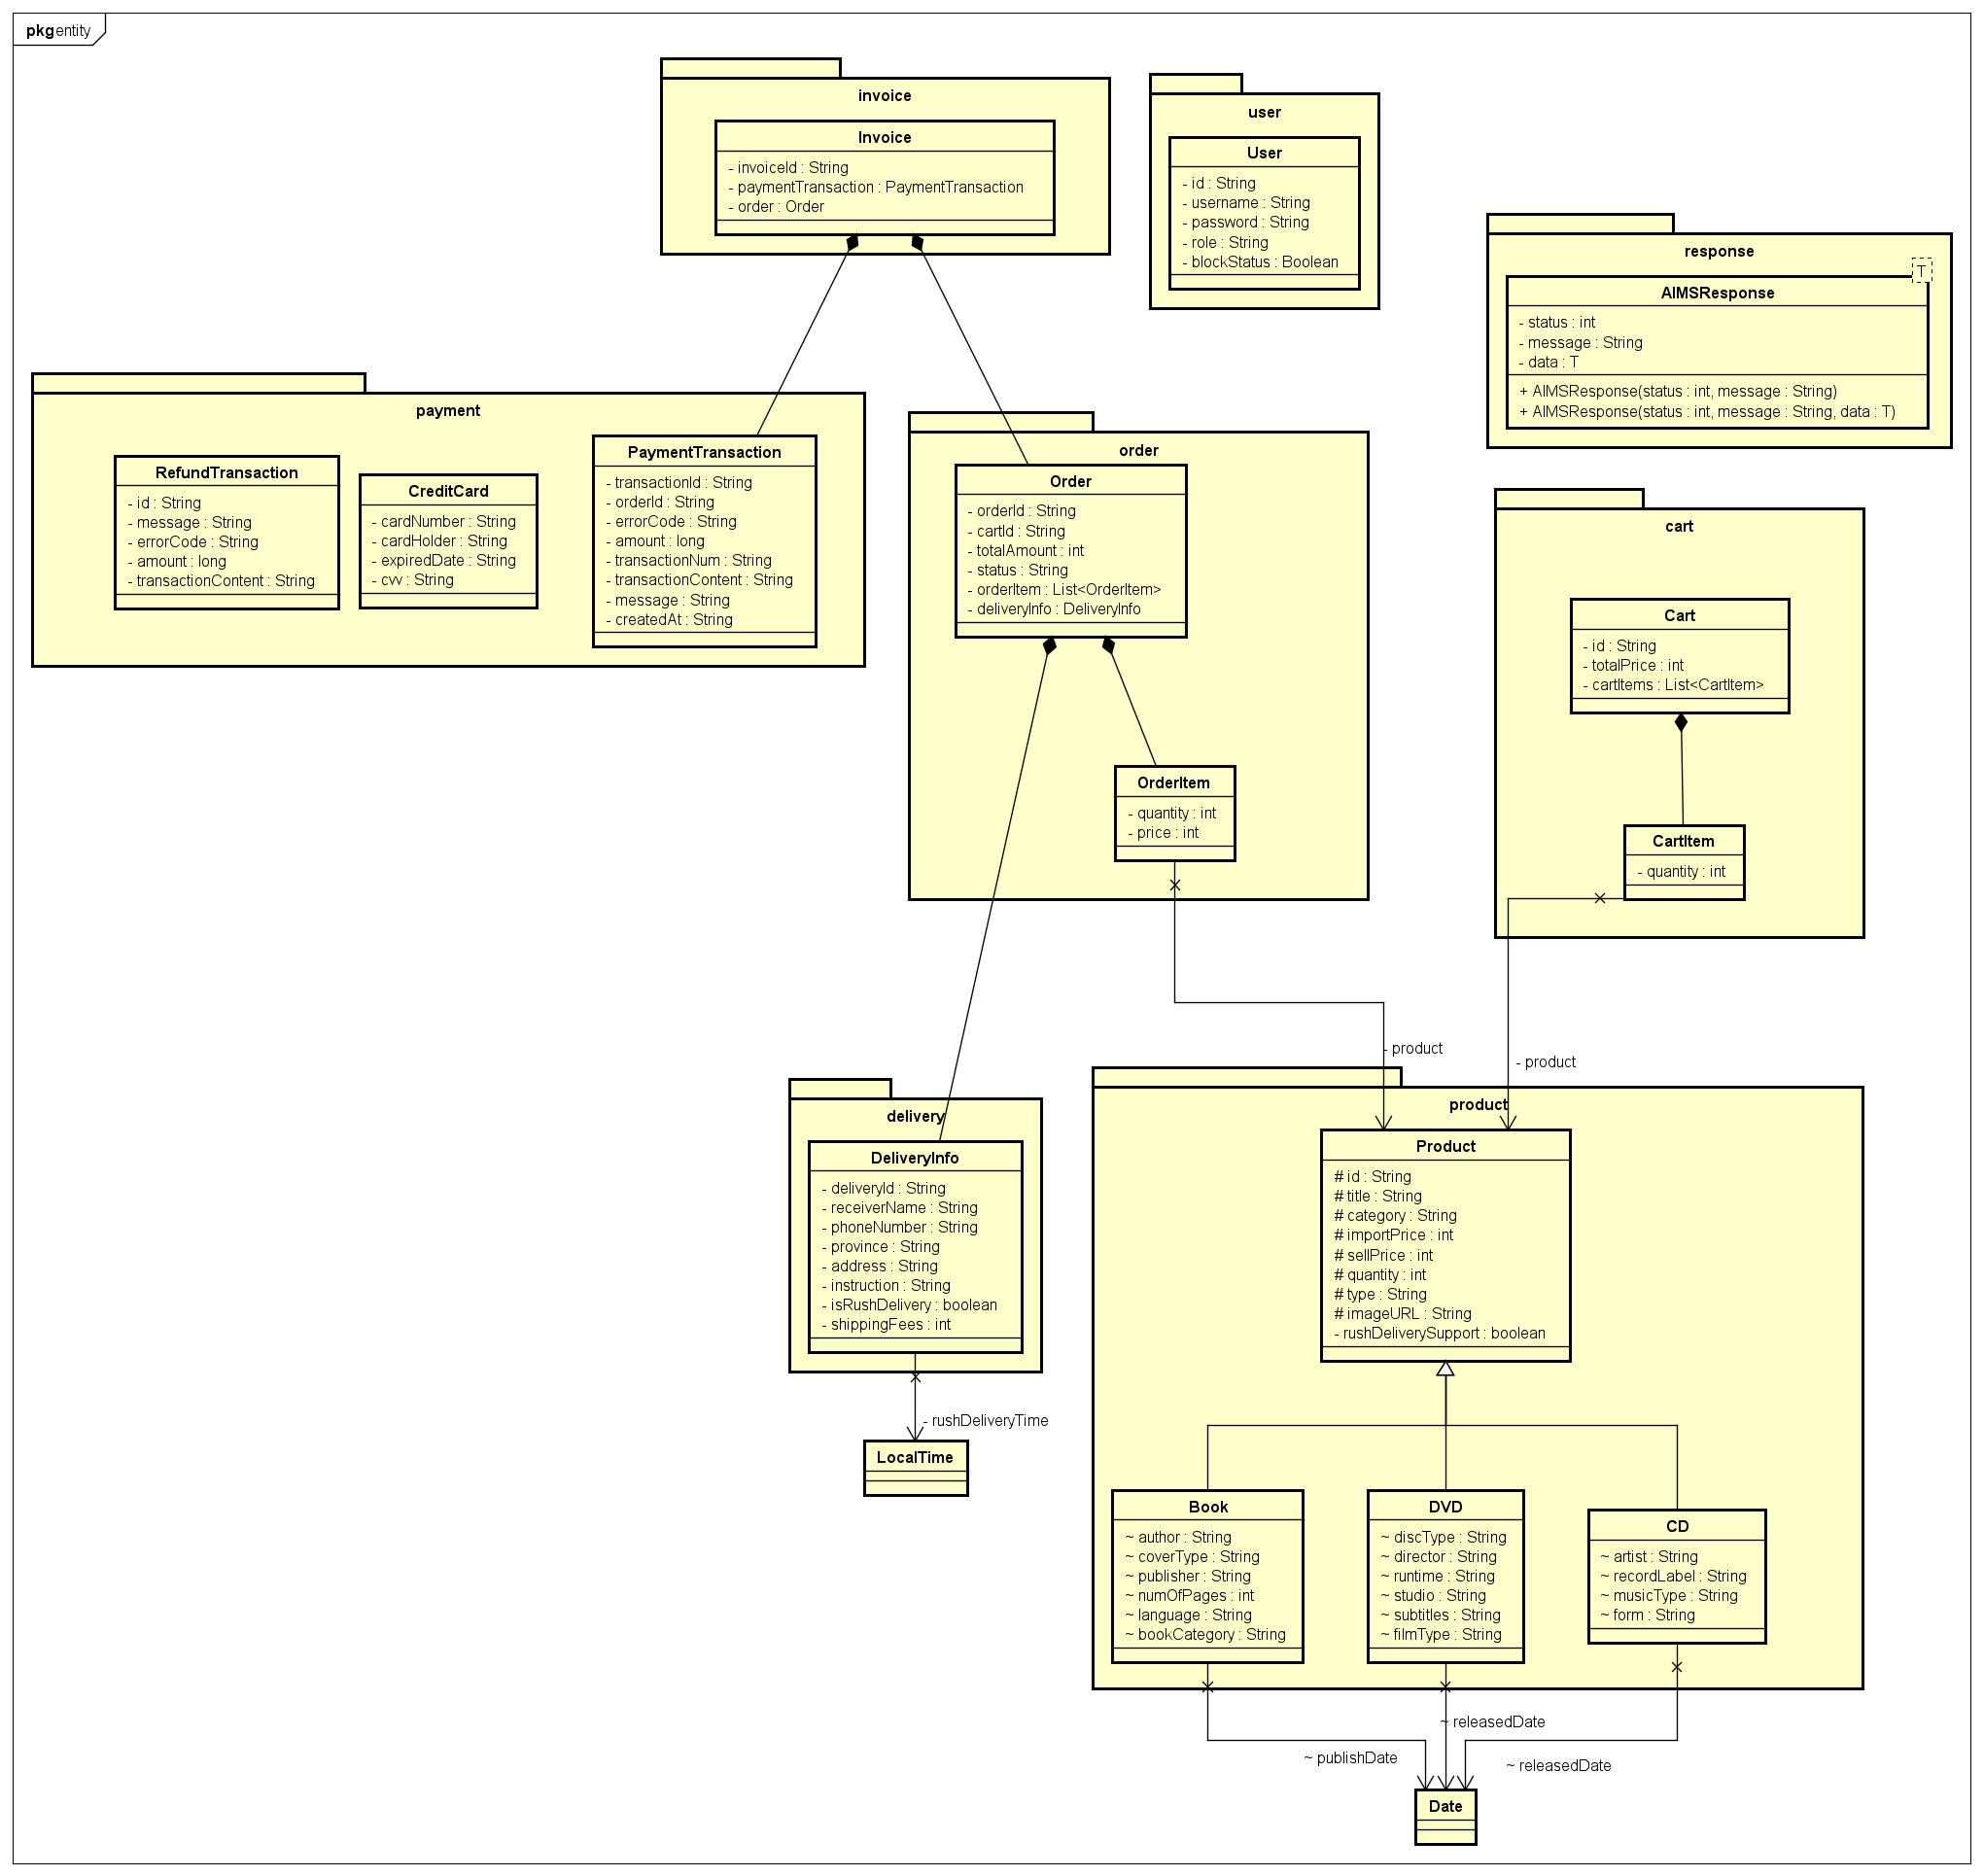 pkg entity
invoice
Invoice
- invoiceId : String
- paymentTransaction : PaymentTransaction
- order : Order
user
User
- id : String
- username : String
- password : String
- role : String
- blockStatus : Boolean
response
T
AIMSResponse
- status : int
- message : String
- data : T
+ AIMSResponse(status : int, message : String)
+ AIMSResponse(status : int, message : String, data : T)
payment
RefundTransaction
- id : String
- message : String
- errorCode : String
- amount : long
- transactionContent : String
CreditCard
- cardNumber : String
- cardHolder : String
- expiredDate : String
- cvv : String
PaymentTransaction
- transactionId : String
- orderId : String
- errorCode : String
- amount : long
- transactionNum : String
- transactionContent : String
- message : String
- createdAt : String
order
Order
- orderId : String
- cartId : String
- totalAmount : int
- status : String
- orderItem : List<OrderItem>
- deliveryInfo : DeliveryInfo
OrderItem
- quantity : int
- price : int
cart
Cart
- id : String
- totalPrice : int
- cartItems : List<CartItem>
CartItem
- quantity : int
- product
- product
delivery
DeliveryInfo
- deliveryId : String
- receiverName : String
- phoneNumber : String
- province : String
- address : String
- instruction : String
- isRushDelivery : boolean
- shippingFees : int
- rushDeliveryTime
LocalTime
product
Product
# id : String
# title : String
# category : String
# importPrice : int
# sellPrice : int
# quantity : int
# type : String
# imageURL : String
- rushDeliverySupport : boolean
Book
~ author : String
~ coverType : String
~ publisher : String
~ numOfPages : int
~ language : String
~ bookCategory : String
DVD
~ discType : String
~ director : String
~ runtime : String
~ studio : String
~ subtitles : String
~ filmType : String
CD
~ artist : String
~ recordLabel : String
~ musicType : String
~ form : String
~ releasedDate
~ publishDate
~ releasedDate
Date